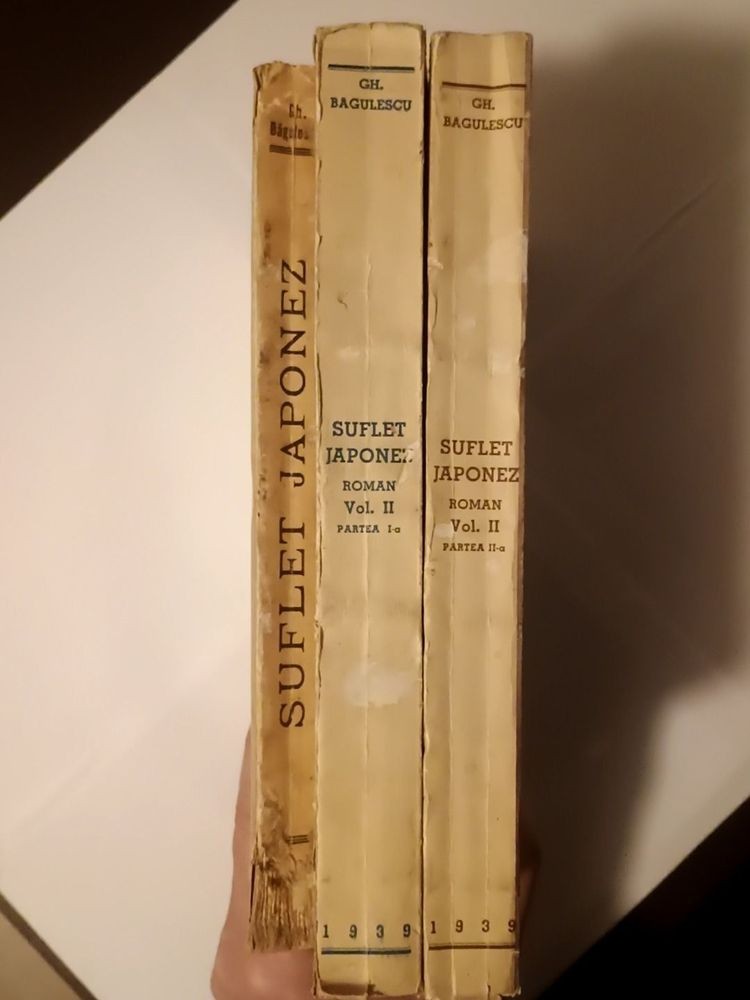 Gh.
SUFLET JAPONEZ
GH.
BAGULESCU
SUFLET
JAPONEZ
ROMAN
Vol. II
PARTEA I-a
1939
GH.
BAGULESCU
SUFLET
JAPONEZ
ROMAN
Vol. II
PARTEA II-a
1939